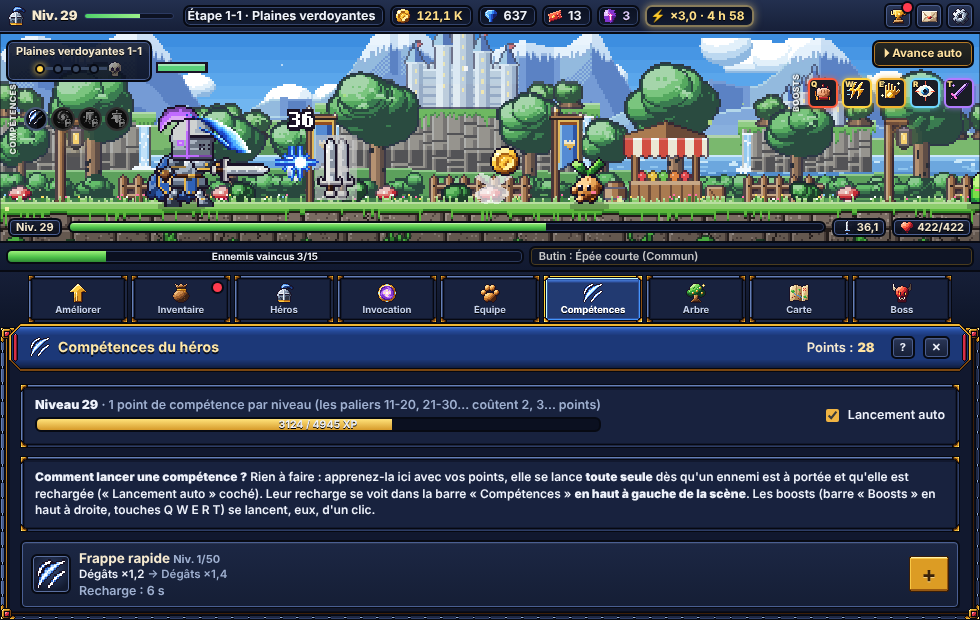 Niv. 29
Étape 1-1 · Plaines verdoyantes
121,1 K
637
13
3
×3,0 · 4 h 58
Plaines verdoyantes 1-1
Avance auto
COMPÉTENCES
BOOSTS
Q
W
E
R
T
36
Niv. 29
36,1
422/422
Ennemis vaincus 3/15
Butin : Épée courte (Commun)
Améliorer
Inventaire
Héros
Invocation
Equipe
Compétences
Arbre
Carte
Boss
Compétences du héros
Points : 28
?
×
Niveau 29 · 1 point de compétence par niveau (les paliers 11-20, 21-30... coûtent 2, 3... points)
3124 / 4945 XP
Lancement auto
Comment lancer une compétence ? Rien à faire : apprenez-la ici avec vos points, elle se lance toute seule dès qu'un ennemi est à portée et qu'elle est
rechargée (« Lancement auto » coché). Leur recharge se voit dans la barre « Compétences » en haut à gauche de la scène. Les boosts (barre « Boosts » en
haut à droite, touches Q W E R T) se lancent, eux, d'un clic.
Frappe rapide Niv. 1/50
Dégâts ×1,2 → Dégâts ×1,4
Recharge : 6 s
+